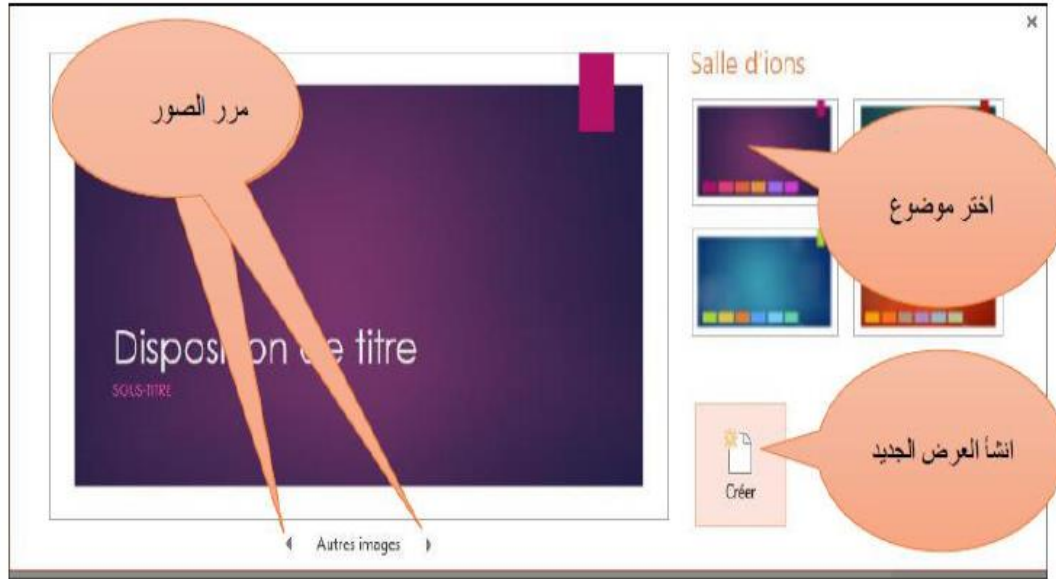 Salle d'ions
مرر الصور
اختر موضوع
Disposition de titre
SOUS-TITRE
انشأ العرض الجديد
Créer
Autres images